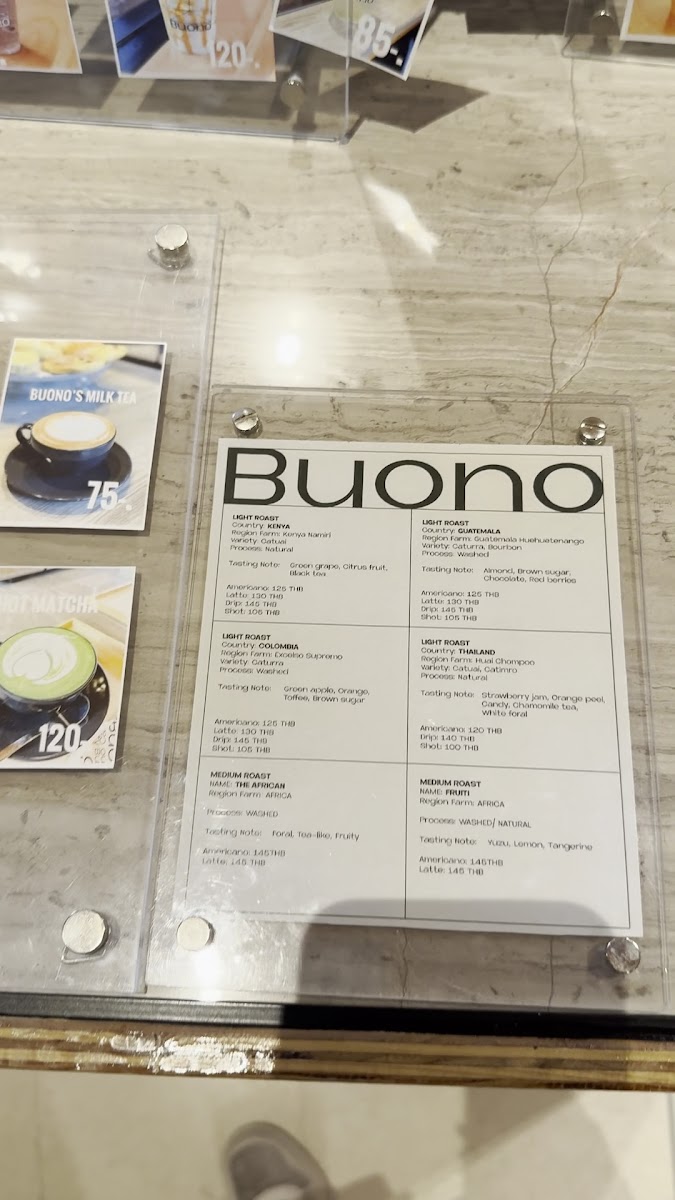 Buono
120-.
85-.
BUONO'S MILK TEA
75-.
HOT MATCHA
120-.
Buono
LIGHT ROAST
Country: KENYA
Region Farm: Kenya Namiri
Variety: Catuai
Process: Natural
Tasting Note: Green grape, Citrus fruit,
Black tea
Americano: 125 THB
Latte: 130 THB
Drip: 145 THB
Shot: 105 THB
LIGHT ROAST
Country: GUATEMALA
Region Farm: Guatemala Huehuetenango
Variety: Caturra, Bourbon
Process: Washed
Tasting Note: Almond, Brown sugar,
Chocolate, Red berries
Americano: 125 THB
Latte: 130 THB
Drip: 145 THB
Shot: 105 THB
LIGHT ROAST
Country: COLOMBIA
Region Farm: Excelso Supremo
Variety: Caturra
Process: Washed
Tasting Note: Green apple, Orange,
Toffee, Brown sugar
Americano: 125 THB
Latte: 130 THB
Drip: 145 THB
Shot: 105 THB
LIGHT ROAST
Country: THAILAND
Region Farm: Huai Chompoo
Variety: Catuai, Catimro
Process: Natural
Tasting Note: Strawberry jam, Orange peel,
Candy, Chamomile tea,
White foral
Americano: 120 THB
Drip: 140 THB
Shot: 100 THB
MEDIUM ROAST
NAME: THE AFRICAN
Region Farm: AFRICA
Process: WASHED
Tasting Note: Foral, Tea-like, Fruity
Americano: 145THB
Latte: 145 THB
MEDIUM ROAST
NAME: FRUITI
Region Farm: AFRICA
Process: WASHED/ NATURAL
Tasting Note: Yuzu, Lemon, Tangerine
Americano: 145THB
Latte: 145 THB